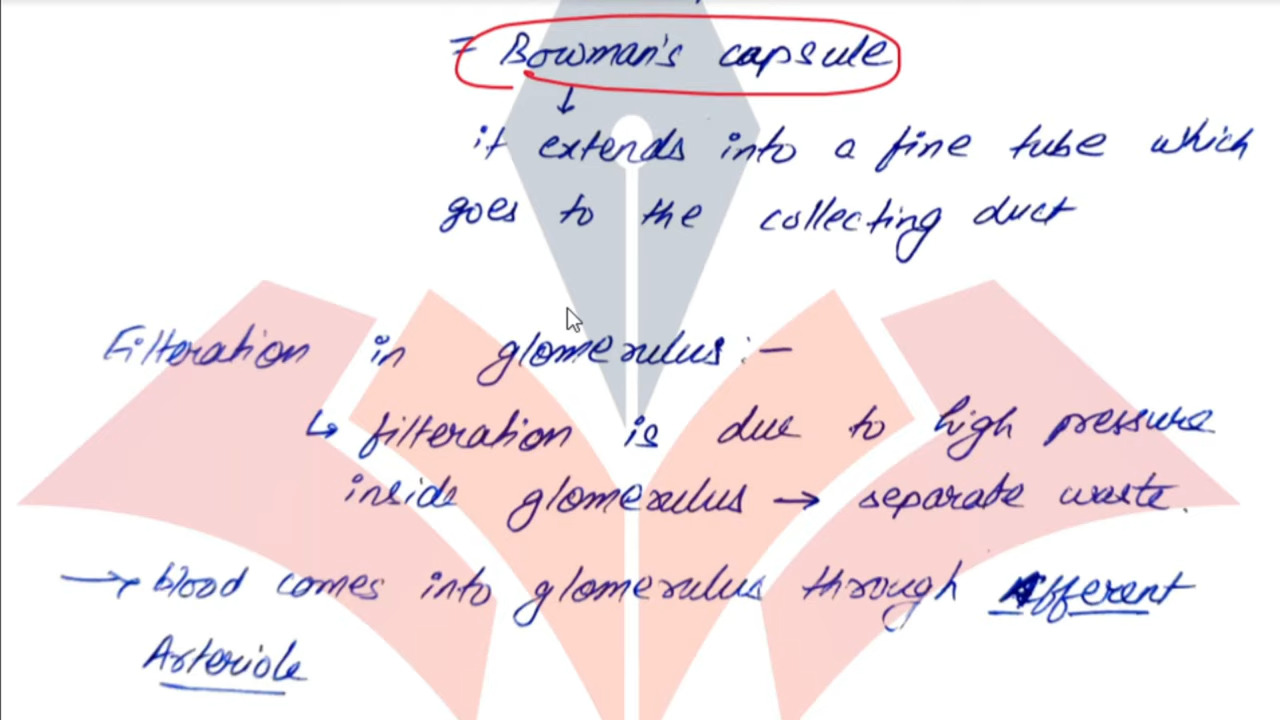 = Bowman's capsule
it extends into a fine tube which
goes to the collecting duct
Filteration in glomerulus :-
↳ filteration is due to high pressure
inside glomerulus → separate waste.
→ blood comes into glomerulus through Afferent
Arteriole